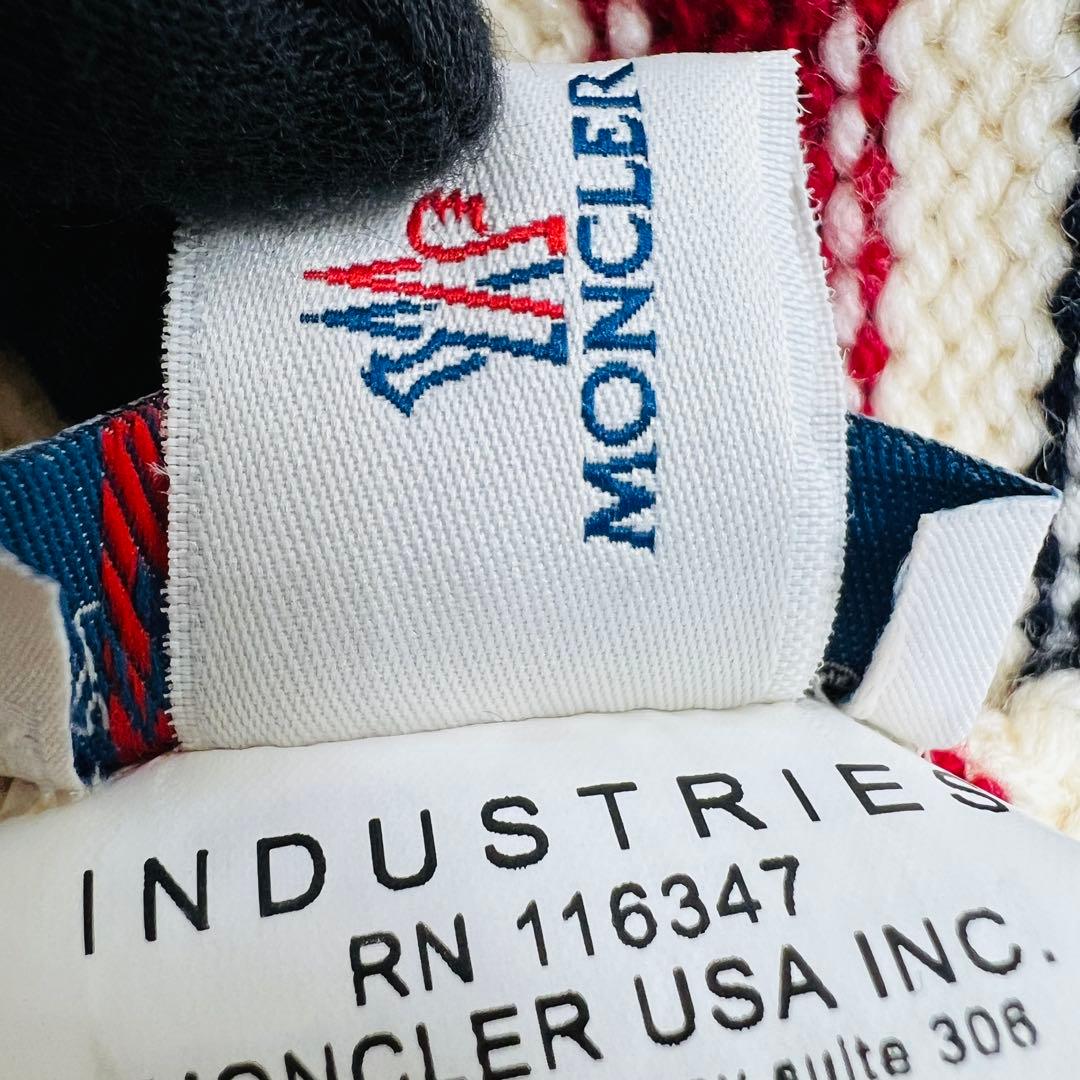 MONCLER
INDUSTRIES
RN 116347
MONCLER USA INC.
suite 306